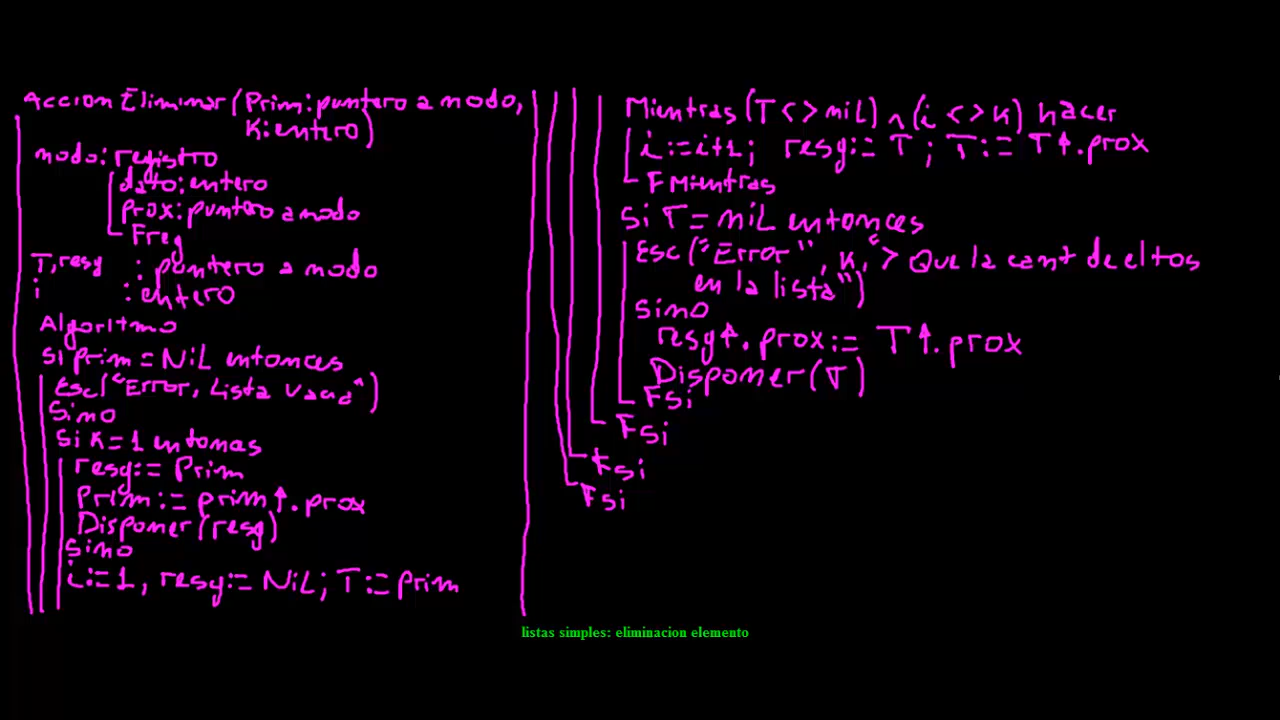 Accion Eliminar (Prim: puntero a nodo,
K: entero)
nodo: registro
dato: entero
prox: puntero a nodo
Freg
T, resg : puntero a nodo
i : entero
Algoritmo
Si prim = Nil entonces
Esc("Error, Lista Vacia")
Sino
Si K=1 entonces
resg:= Prim
Prim:= prim↑.prox
Disponer(resg)
Sino
i:=1, resg:= NiL; T:= prim
Mientras (T <> niL) ^ (i <> K) hacer
i:=i+1; resg:= T; T:= T↑.prox
FMientras
Si T = niL entonces
Esc ("Error", K, "> Que la cant de eltos
en la lista")
Sino
resg↑.prox:= T↑.prox
Disponer(T)
FSi
FSi
FSi
FSi
listas simples: eliminacion elemento